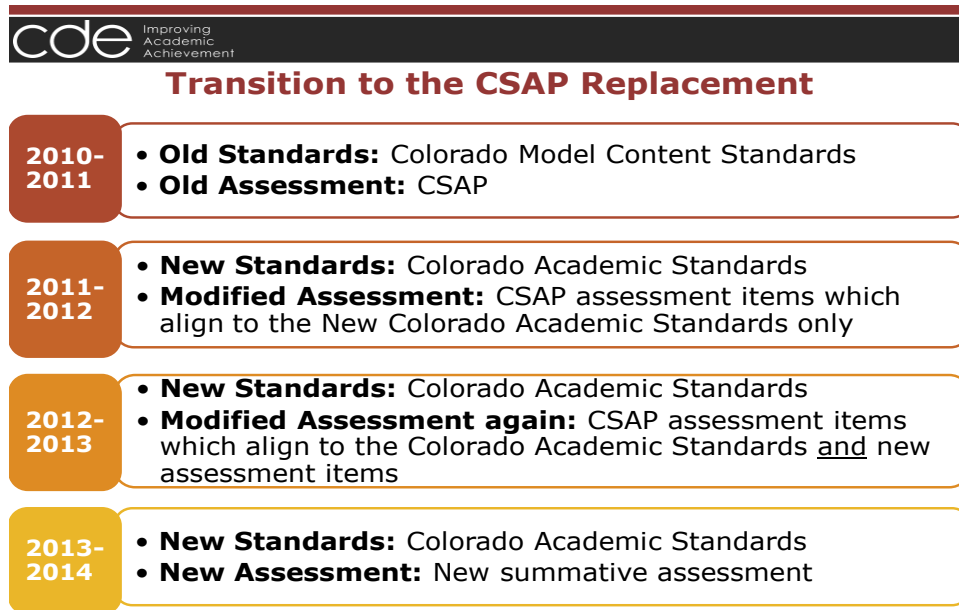 cde Improving
Academic
Achievement
Transition to the CSAP Replacement
2010-
2011
• Old Standards: Colorado Model Content Standards
• Old Assessment: CSAP
2011-
2012
• New Standards: Colorado Academic Standards
• Modified Assessment: CSAP assessment items which
align to the New Colorado Academic Standards only
2012-
2013
• New Standards: Colorado Academic Standards
• Modified Assessment again: CSAP assessment items
which align to the Colorado Academic Standards and new
assessment items
2013-
2014
• New Standards: Colorado Academic Standards
• New Assessment: New summative assessment